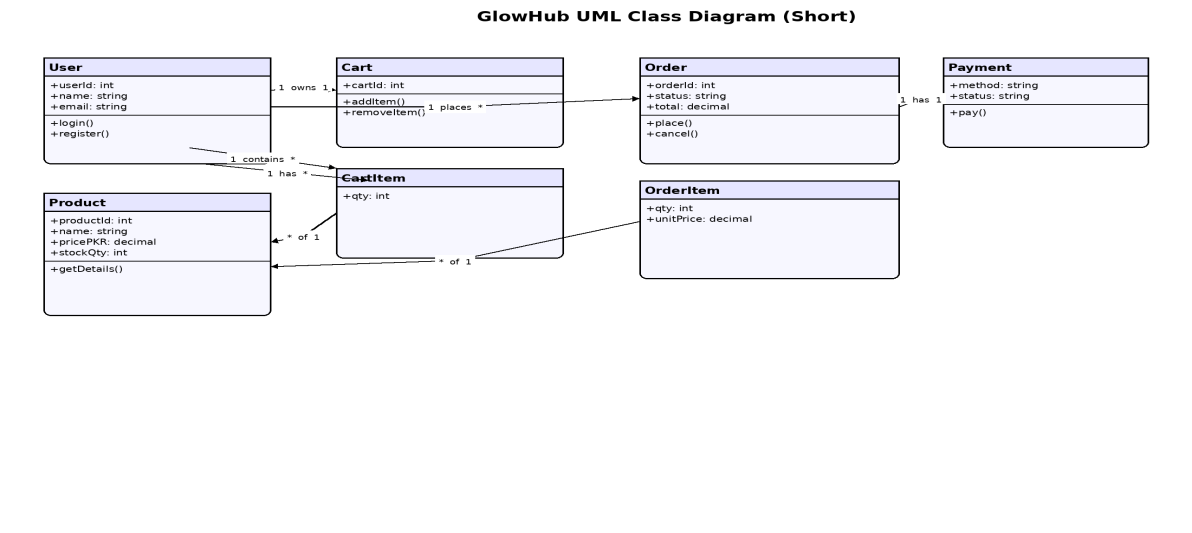 GlowHub UML Class Diagram (Short)
User
+userId: int
+name: string
+email: string
+login()
+register()
1 owns 1
Cart
+cartId: int
+addItem()
+removeItem()
1 places *
Order
+orderId: int
+status: string
+total: decimal
+place()
+cancel()
1 has 1
Payment
+method: string
+status: string
+pay()
1 contains *
1 has *
CartItem
+qty: int
OrderItem
+qty: int
+unitPrice: decimal
Product
+productId: int
+name: string
+pricePKR: decimal
+stockQty: int
+getDetails()
* of 1
* of 1